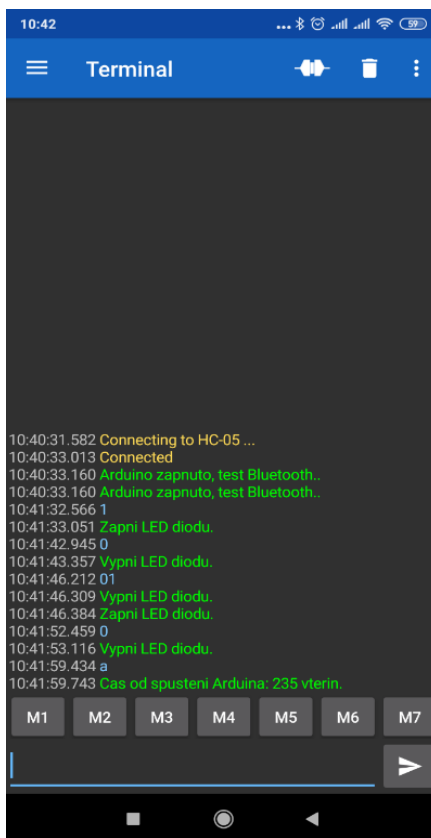 10:42
59
Terminal
10:40:31.582 Connecting to HC-05 ...
10:40:33.013 Connected
10:40:33.160 Arduino zapnuto, test Bluetooth..
10:40:33.160 Arduino zapnuto, test Bluetooth..
10:41:32.566 1
10:41:33.051 Zapni LED diodu.
10:41:42.945 0
10:41:43.357 Vypni LED diodu.
10:41:46.212 01
10:41:46.309 Vypni LED diodu.
10:41:46.384 Zapni LED diodu.
10:41:52.459 0
10:41:53.116 Vypni LED diodu.
10:41:59.434 a
10:41:59.743 Cas od spusteni Arduina: 235 vterin.
M1 M2 M3 M4 M5 M6 M7